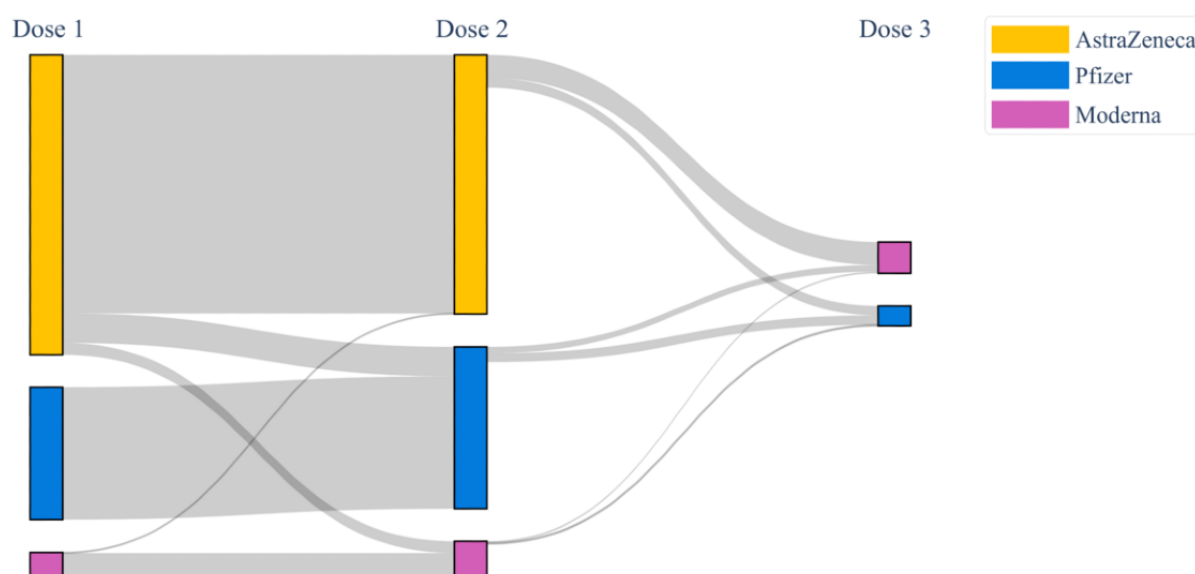 Dose 1
Dose 2
Dose 3
AstraZeneca
Pfizer
Moderna